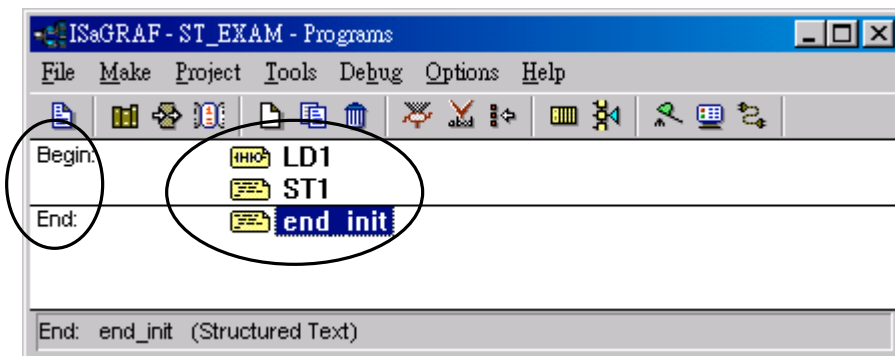 ISaGRAF - ST_EXAM - Programs
File Make Project Tools Debug Options Help
Begin: LD1
ST1
End: end_init
End: end_init (Structured Text)